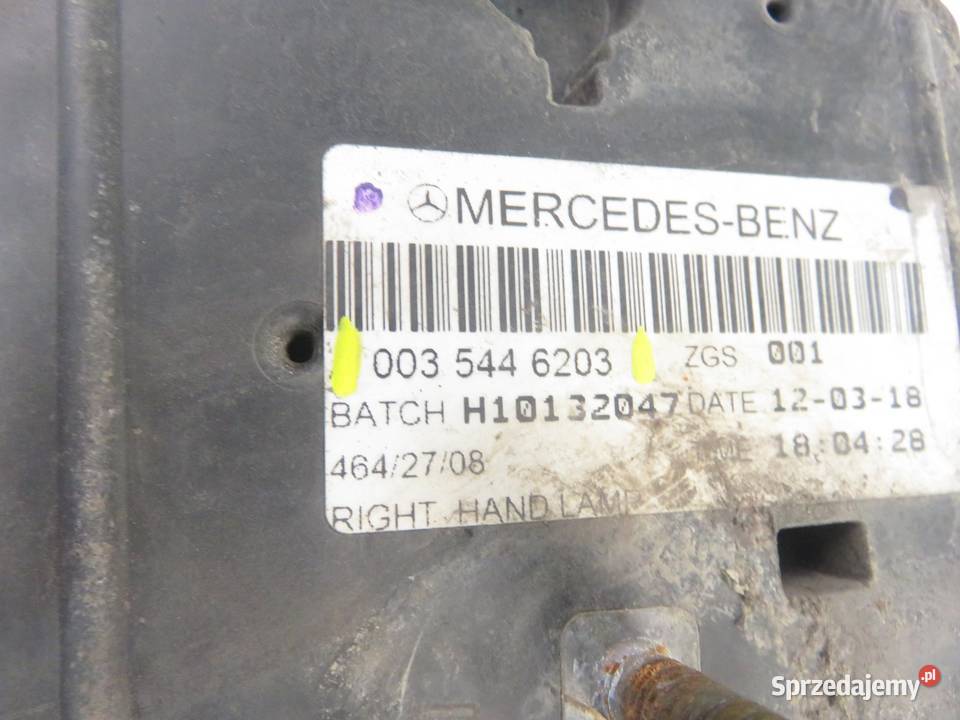 MERCEDES-BENZ
003 544 6203 ZGS 001
BATCH H10132047 DATE 12-03-18
464/27/08 18:04:28
RIGHT HAND LAMP
Sprzedajemy.pl